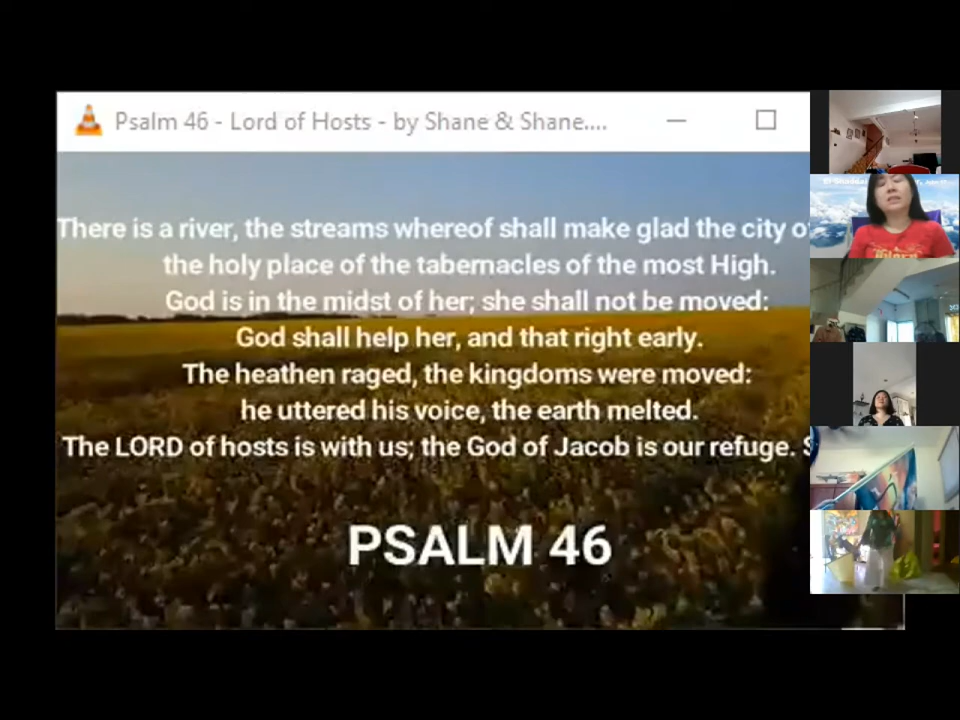 Psalm 46 - Lord of Hosts - by Shane & Shane....
There is a river, the streams whereof shall make glad the city
the holy place of the tabernacles of the most High.
God is in the midst of her; she shall not be moved:
God shall help her, and that right early.
The heathen raged, the kingdoms were moved:
he uttered his voice, the earth melted.
The LORD of hosts is with us; the God of Jacob is our refuge.
PSALM 46